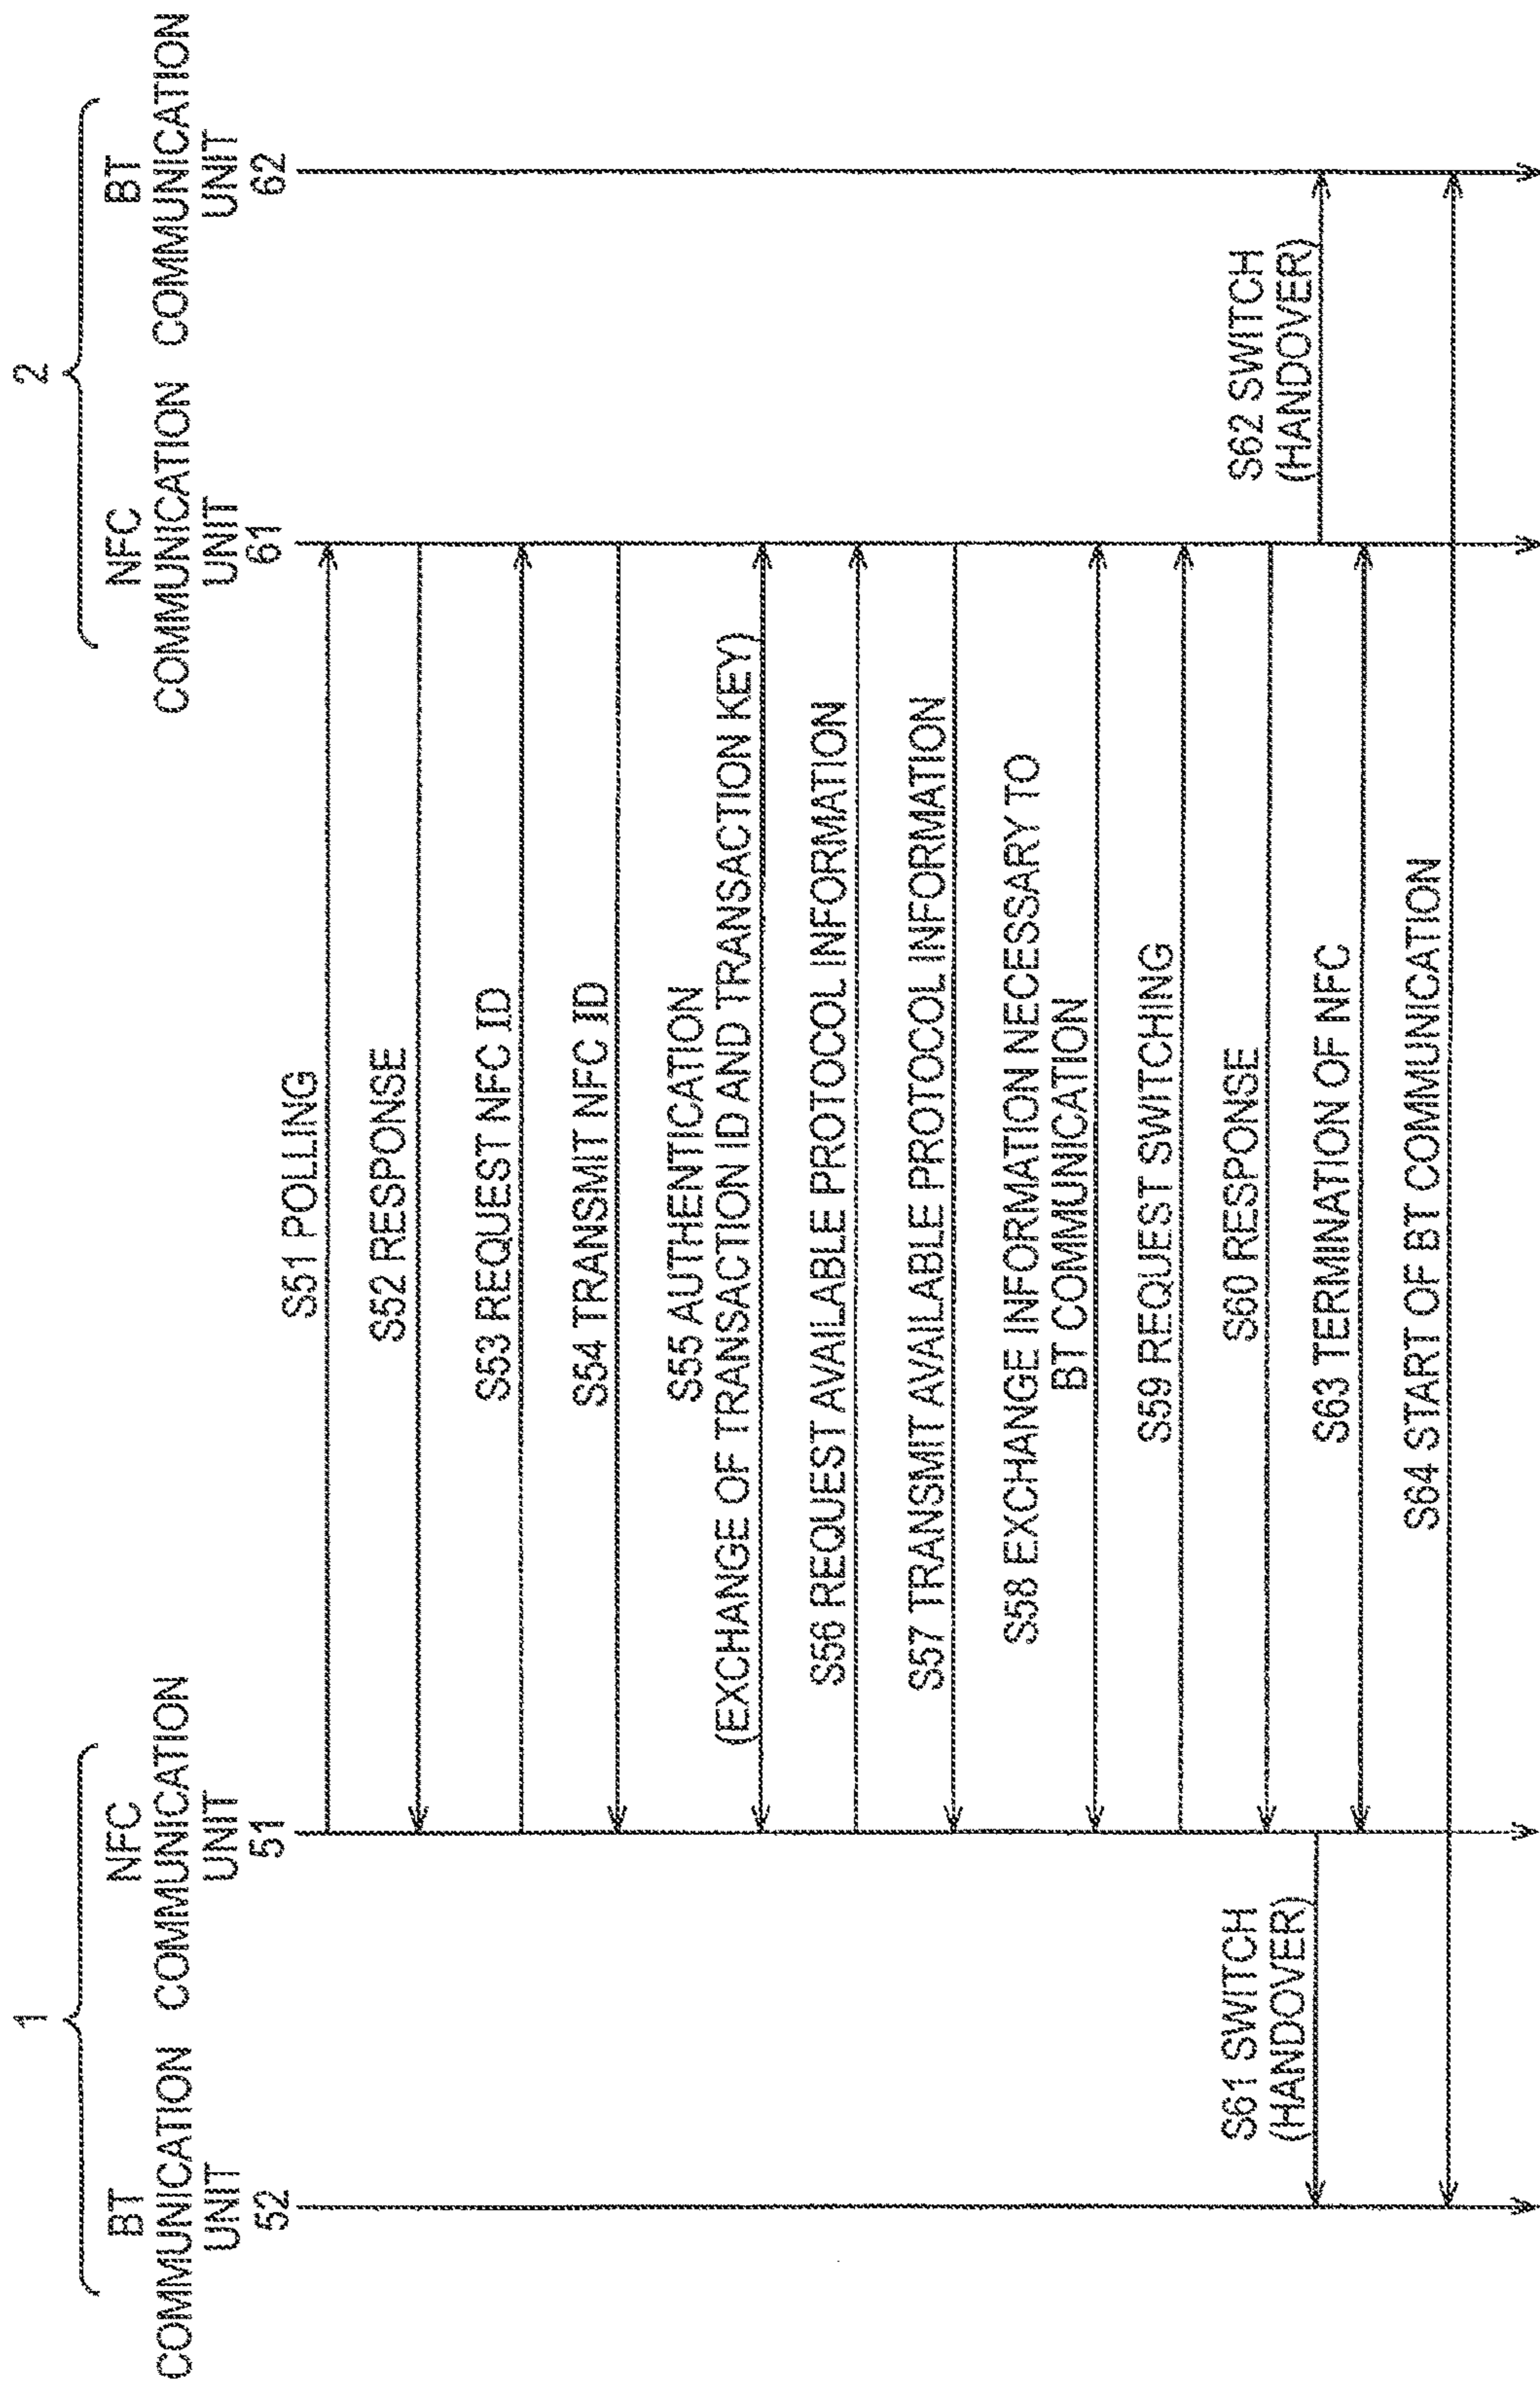 1
2
BT
COMMUNICATION
UNIT
52
NFC
COMMUNICATION
UNIT
51
NFC
COMMUNICATION
UNIT
61
BT
COMMUNICATION
UNIT
62
S51 POLLING
S52 RESPONSE
S53 REQUEST NFC ID
S54 TRANSMIT NFC ID
S55 AUTHENTICATION
(EXCHANGE OF TRANSACTION ID AND TRANSACTION KEY)
S56 REQUEST AVAILABLE PROTOCOL INFORMATION
S57 TRANSMIT AVAILABLE PROTOCOL INFORMATION
S58 EXCHANGE INFORMATION NECESSARY TO
BT COMMUNICATION
S59 REQUEST SWITCHING
S60 RESPONSE
S61 SWITCH
(HANDOVER)
S62 SWITCH
(HANDOVER)
S63 TERMINATION OF NFC
S64 START OF BT COMMUNICATION